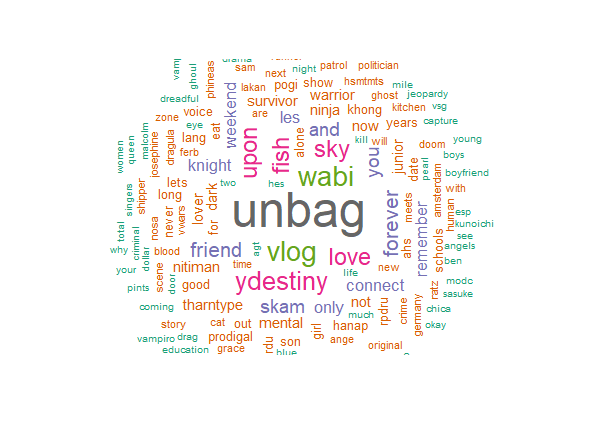 drama
vamp
ghoul
phineas
sam
next
night
patrol
politician
lakan
pogi
show
hsmtmts
mile
dreadful
weekend
survivor
warrior
ghost
jeopardy
zone
voice
are
ninja
khong
kitchen
vsg
malcolm
eye
eat
upon
les
and
now
years
capture
queen
dragula
lang
fish
alone
sky
kill
will
doom
young
women
josephine
ferb
knight
wabi
you
junior
date
pearl
boys
singers
shipper
lets
two
hes
boyfriend
long
dark
unbag
amsterdam
with
total
nosa
never
vwars
lover
for
forever
meets
human
esp
kunoichi
why
criminal
blood
friend
agt
vlog
love
ahs
remember
schools
see
angels
your
dollar
scene
door
nitiman
time
life
new
ben
pints
good
ydestiny
connect
ratz
modo
sasuke
coming
tharntype
skam
only
much
not
rpdru
crime
germany
chica
story
cat
out
mental
girl
hanap
okay
vampiro
drag
prodigal
rdu
son
ange
original
education
grace
blue